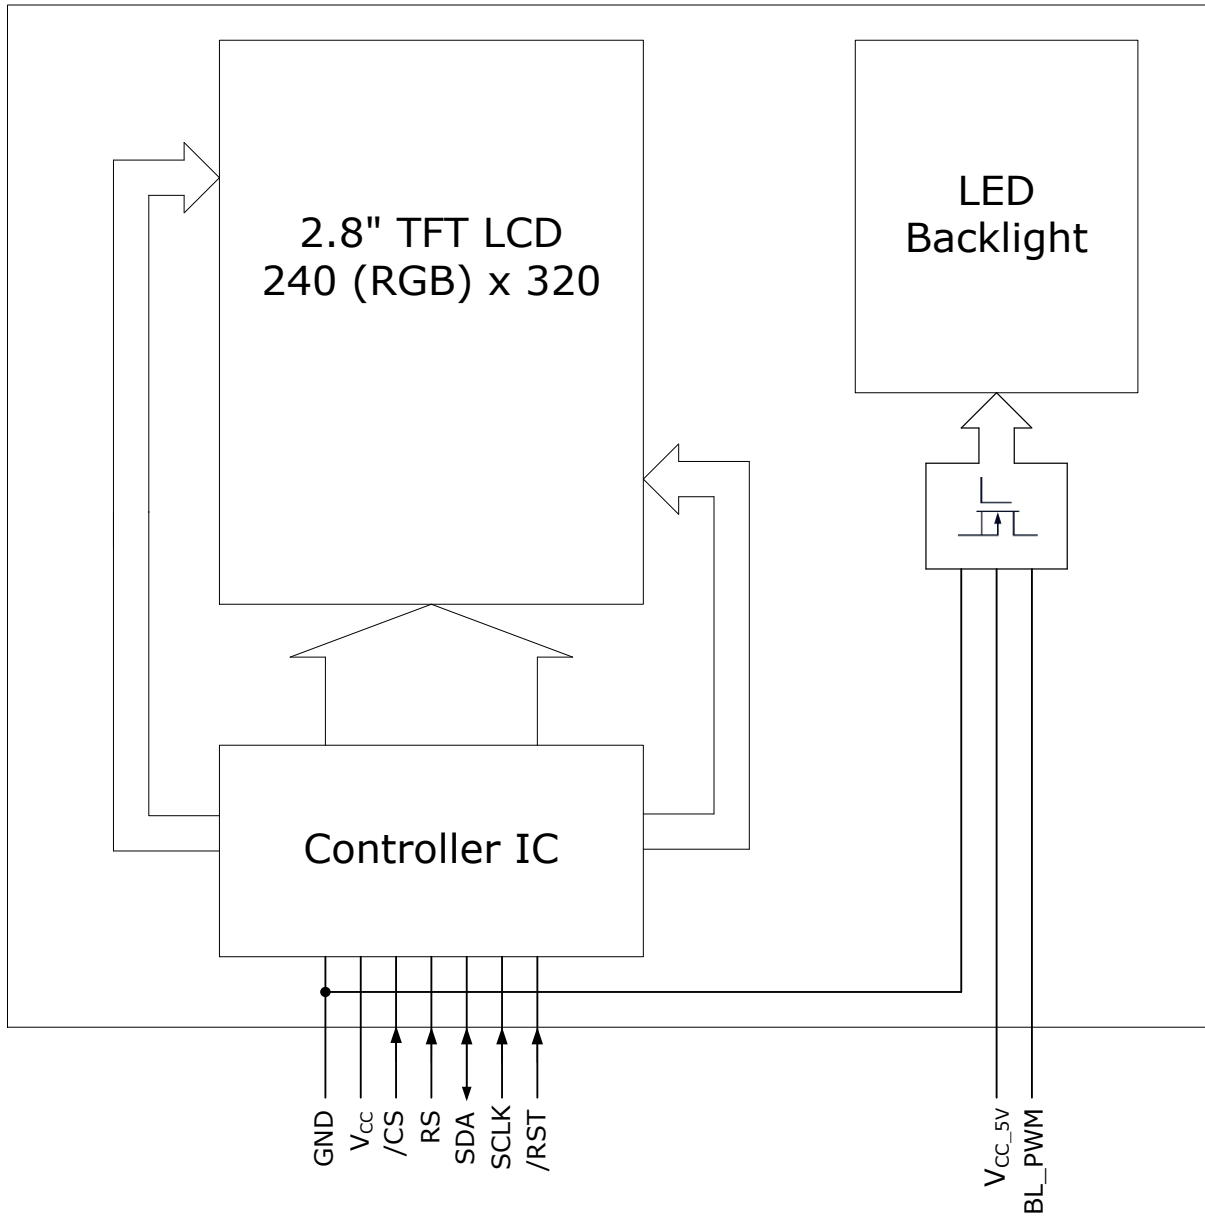 2.8" TFT LCD
240 (RGB) x 320
LED
Backlight
Controller IC
GND
VCC
/CS
RS
SDA
SCLK
/RST
VCC_5V
BL_PWM